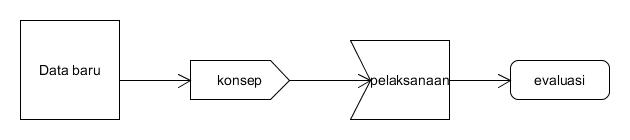 Data baru
konsep
pelaksanaan
evaluasi